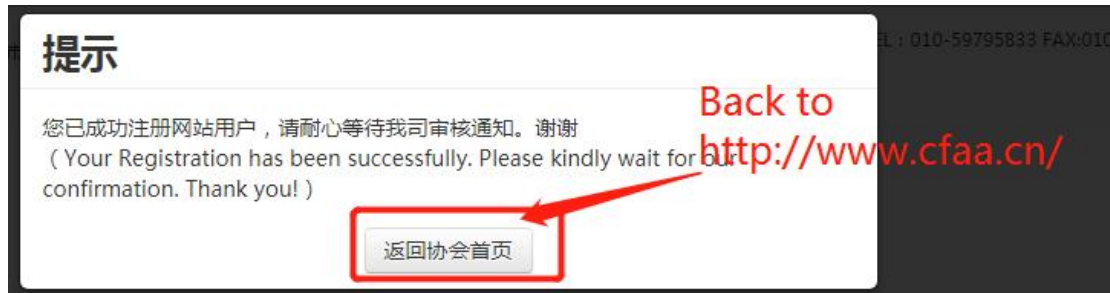 提示
EL：010-59795833 FAX:010
您已成功注册网站用户，请耐心等待我司审核通知。谢谢
（Your Registration has been successfully. Please kindly wait for our
confirmation. Thank you!）
Back to
http://www.cfaa.cn/
返回协会首页